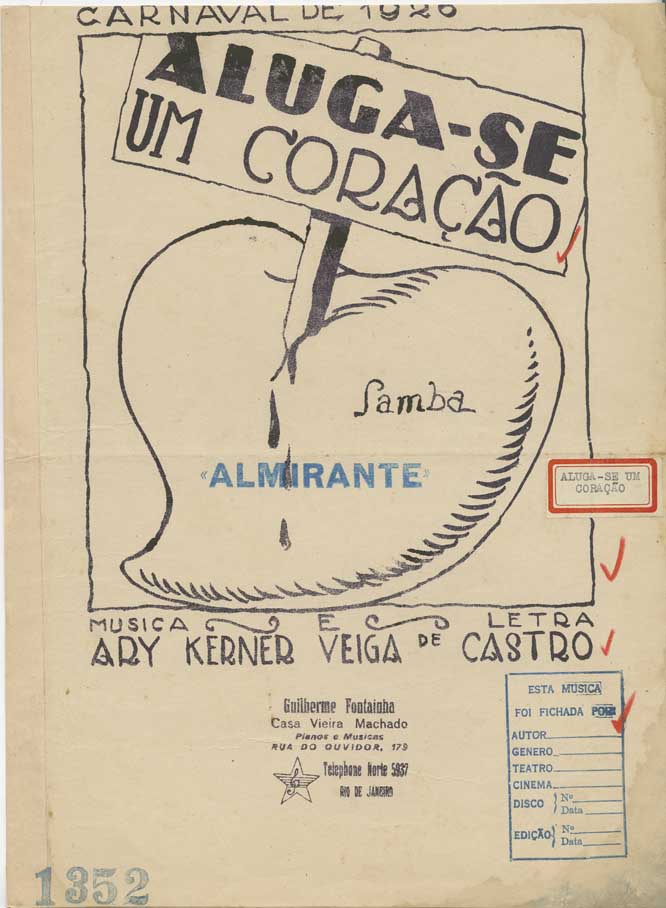 CARNAVAL DE 1926
ALUGA-SE
UM CORAÇÃO
Samba
«ALMIRANTE»
ALUGA-SE UM
CORAÇÃO
MUSICA E LETRA
ARY KERNER VEIGA DE CASTRO
Guilherme Fontainha
Casa Vieira Machado
Pianos e Musicas
RUA DO OUVIDOR, 179
Telephone Norte 5937
RIO DE JANEIRO
ESTA MUSICA
FOI FICHADA POR:
AUTOR
GENERO
TEATRO
CINEMA
DISCO } Nº
Data
EDIÇÃO } Nº
Data
1352